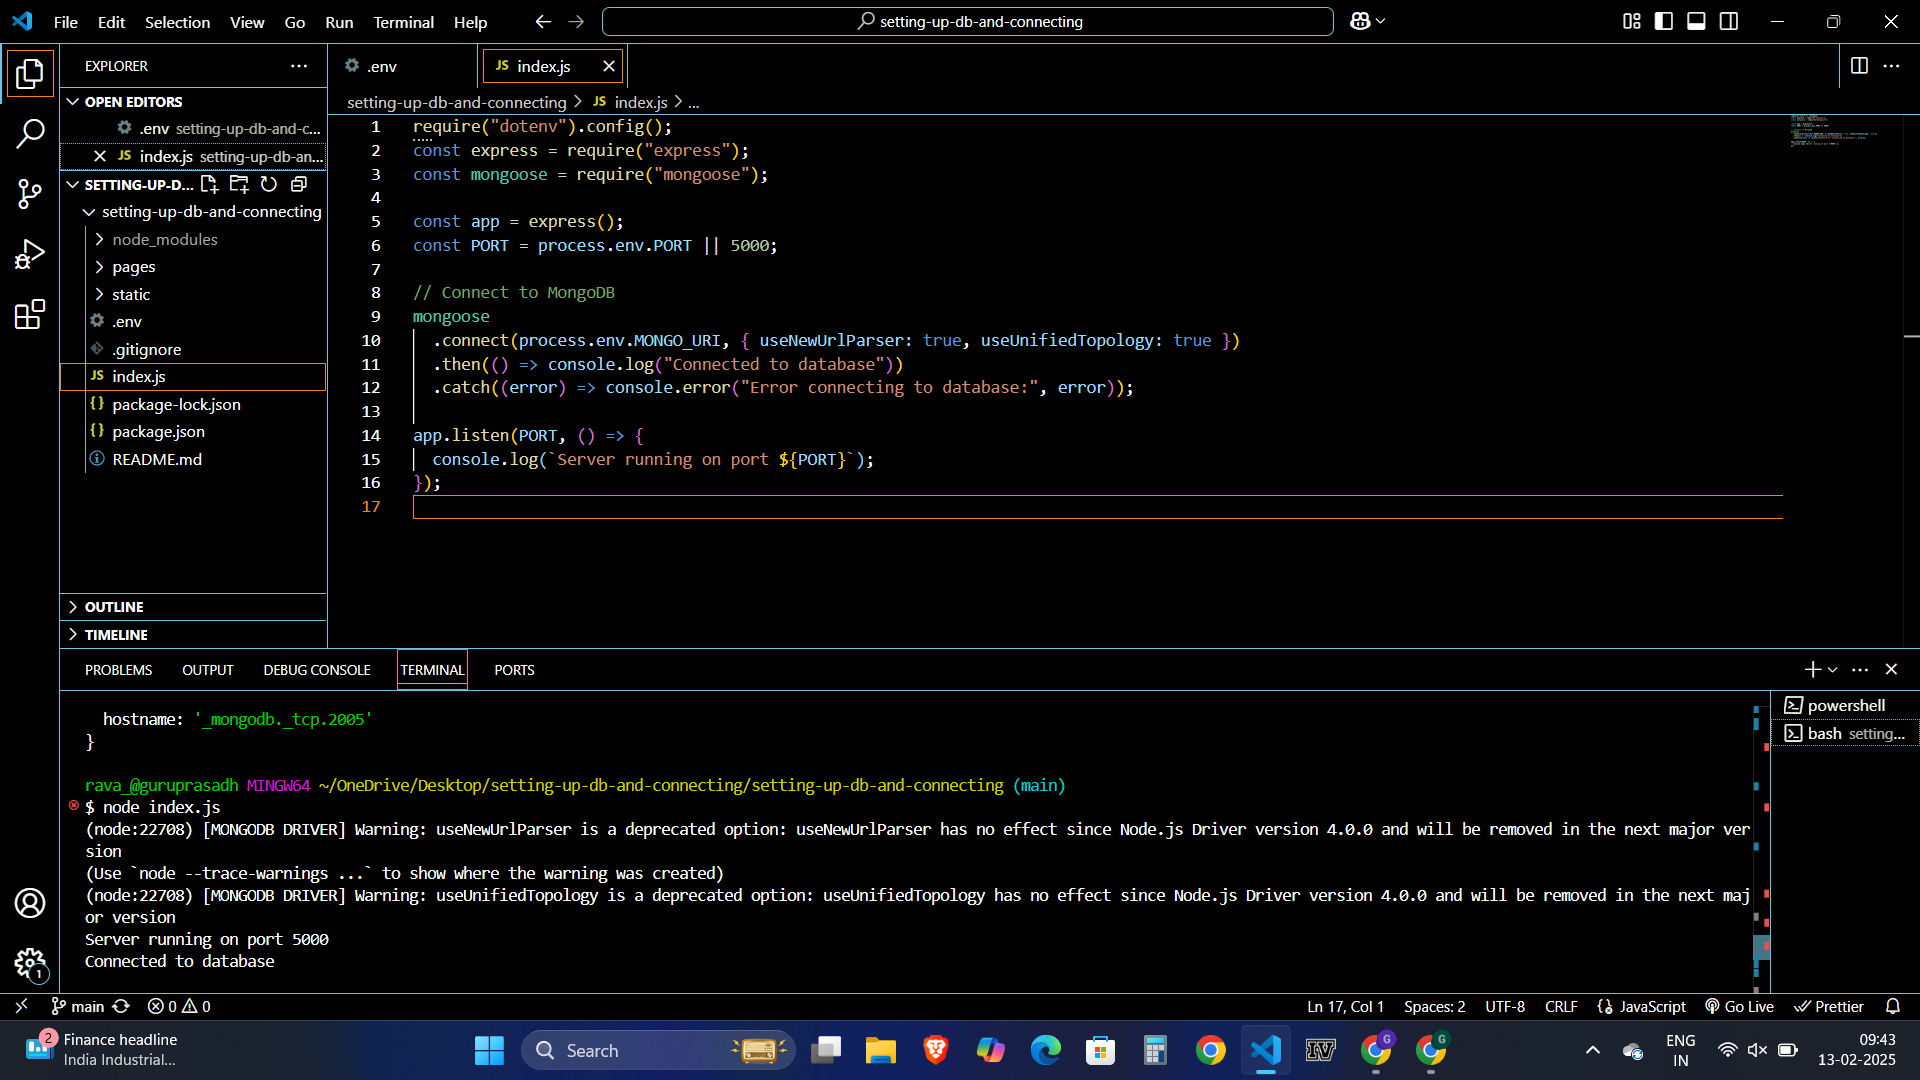 File Edit Selection View Go Run Terminal Help
setting-up-db-and-connecting
EXPLORER
OPEN EDITORS
.env setting-up-db-and-c...
JS index.js setting-up-db-an...
SETTING-UP-D...
setting-up-db-and-connecting
node_modules
pages
static
.env
.gitignore
JS index.js
{} package-lock.json
{} package.json
README.md
OUTLINE
TIMELINE
.env
JS index.js
setting-up-db-and-connecting > JS index.js > ...
1 require("dotenv").config();
2 const express = require("express");
3 const mongoose = require("mongoose");
4
5 const app = express();
6 const PORT = process.env.PORT || 5000;
7
8 // Connect to MongoDB
9 mongoose
10 .connect(process.env.MONGO_URI, { useNewUrlParser: true, useUnifiedTopology: true })
11 .then(() => console.log("Connected to database"))
12 .catch((error) => console.error("Error connecting to database:", error));
13
14 app.listen(PORT, () => {
15 console.log(`Server running on port ${PORT}`);
16 });
17
PROBLEMS OUTPUT DEBUG CONSOLE TERMINAL PORTS
hostname: '_mongodb._tcp.2005'
}
rava_@guruprasadh MINGW64 ~/OneDrive/Desktop/setting-up-db-and-connecting/setting-up-db-and-connecting (main)
$ node index.js
(node:22708) [MONGODB DRIVER] Warning: useNewUrlParser is a deprecated option: useNewUrlParser has no effect since Node.js Driver version 4.0.0 and will be removed in the next major ver
sion
(Use `node --trace-warnings ...` to show where the warning was created)
(node:22708) [MONGODB DRIVER] Warning: useUnifiedTopology is a deprecated option: useUnifiedTopology has no effect since Node.js Driver version 4.0.0 and will be removed in the next maj
or version
Server running on port 5000
Connected to database
powershell
bash setting...
1
main 0 0
Ln 17, Col 1 Spaces: 2 UTF-8 CRLF {} JavaScript Go Live Prettier
2
Finance headline
India Industrial...
Search
IV
G
G
ENG
IN
09:43
13-02-2025